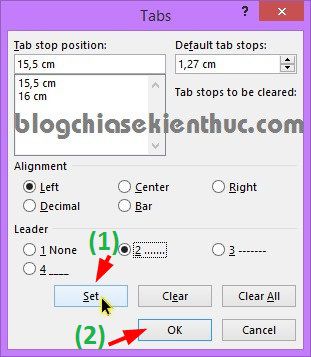 Tabs
? ×
Tab stop position: Default tab stops:
15,5 cm 1,27 cm
15,5 cm Tab stops to be cleared:
16 cm
blogchiasekienthuc.com
Alignment
Left Center Right
Decimal Bar
Leader
(1)
1 None 2 ....... 3 -------
4 ____
Set Clear Clear All
(2)
OK Cancel